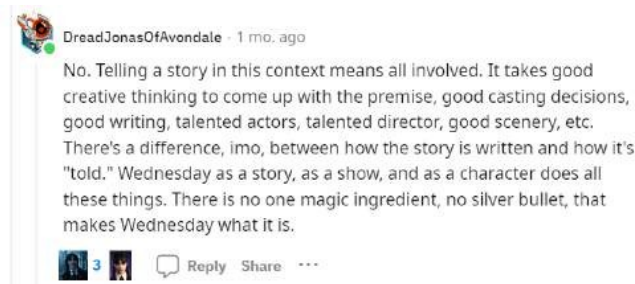 DreadJonasOfAvondale · 1 mo. ago
No. Telling a story in this context means all involved. It takes good
creative thinking to come up with the premise, good casting decisions,
good writing, talented actors, talented director, good scenery, etc.
There's a difference, imo, between how the story is written and how it's
"told." Wednesday as a story, as a show, and as a character does all
these things. There is no one magic ingredient, no silver bullet, that
makes Wednesday what it is.
3 Reply Share ···